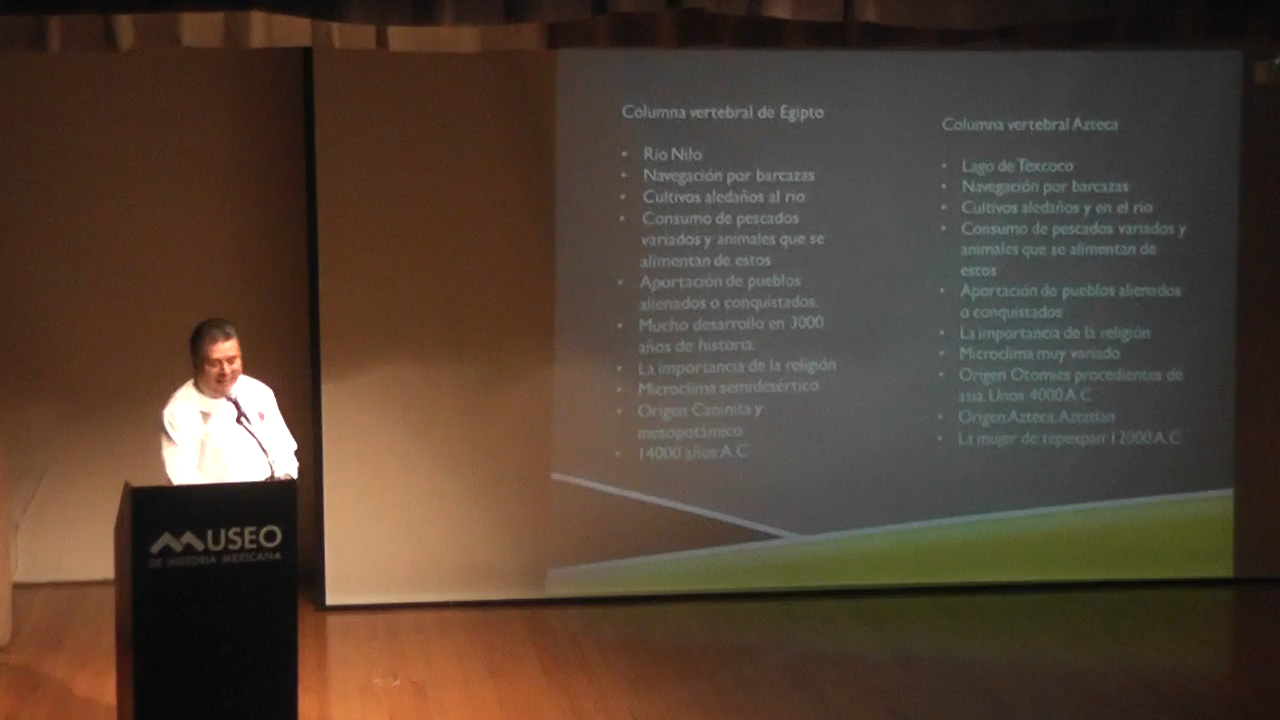 Columna vertebral de Egipto
• Río Nilo
• Navegación por barcazas
• Cultivos aledaños al rio
• Consumo de pescados
variados y animales que se
alimentan de estos
• Aportación de pueblos
alienados o conquistados.
• Mucho desarrollo en 3000
años de historia.
• La importancia de la religión
• Microclima semidesértico
• Origen Caninita y
mesopotámico
• 14000 años A.C
Columna vertebral Azteca
• Lago de Texcoco
• Navegación por barcazas
• Cultivos aledaños y en el rio
• Consumo de pescados variados y
animales que se alimentan de
estos
• Aportación de pueblos alienados
o conquistados
• La importancia de la religión
• Microclima muy variado
• Origen Otomíes procedientes de
asia. Unos 4000 A.C
• Origen Azteca. Aztatlan
• La mujer de tepexpan 12000 A.C
MUSEO
DE HISTORIA MEXICANA